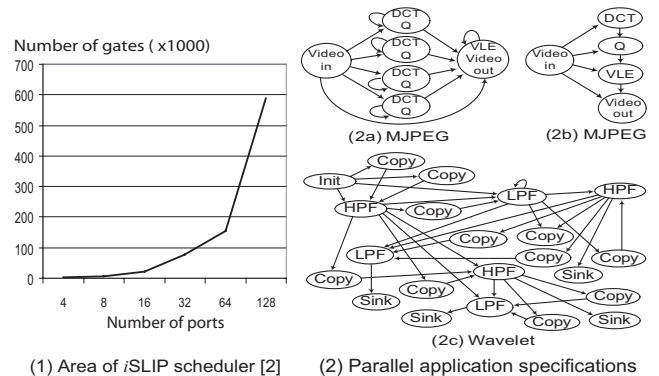 Number of gates ( x1000)
700
600
500
400
300
200
100
0
4 8 16 32 64 128
Number of ports
(1) Area of iSLIP scheduler [2]
Video
in
DCT
Q
DCT
Q
DCT
Q
DCT
Q
VLE
Video
out
(2a) MJPEG
Video
in
DCT
Q
VLE
Video
out
(2b) MJPEG
Init
Copy
Copy
HPF
Copy
LPF
HPF
Copy
Copy
LPF
Copy
Copy
Copy
HPF
Sink
Sink
Copy
LPF
Copy
Sink
Copy
Sink
(2c) Wavelet
(2) Parallel application specifications